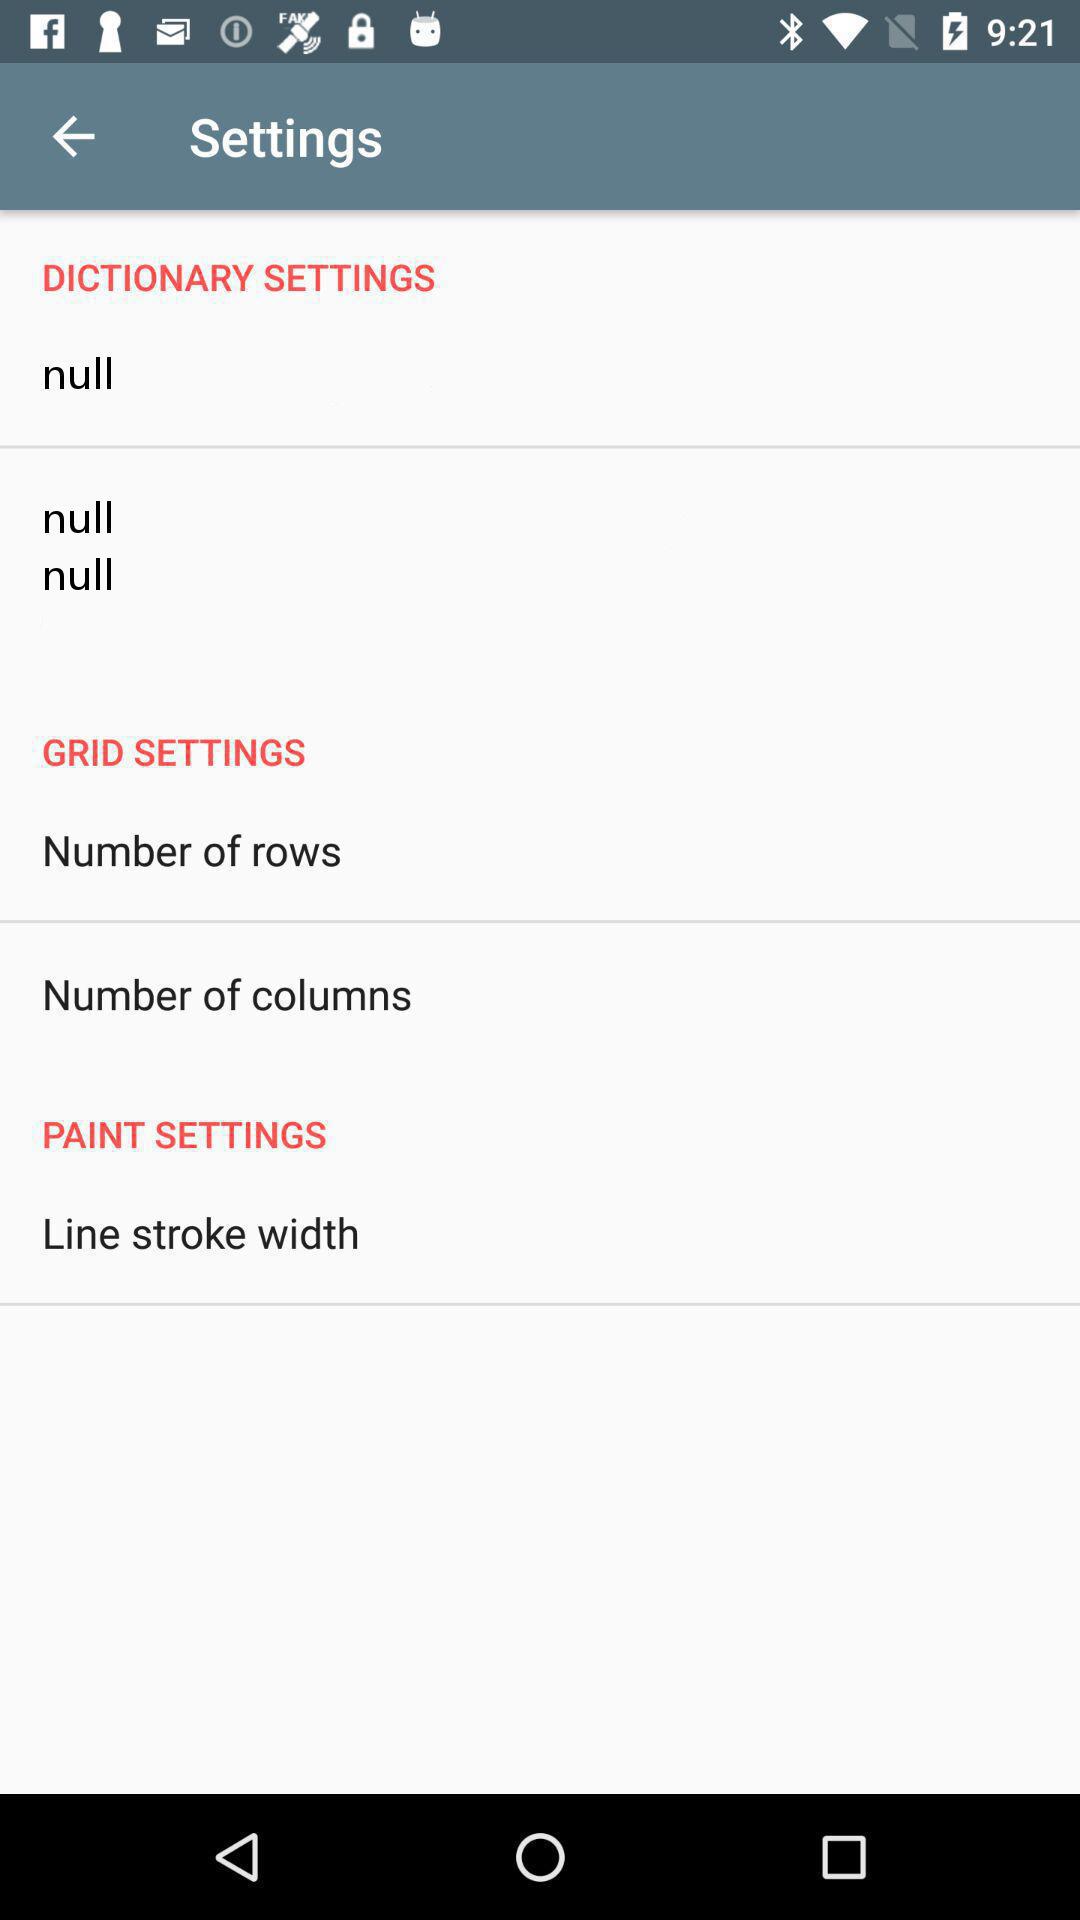 FAKE 9:21
Settings
DICTIONARY SETTINGS
null
null
null
GRID SETTINGS
Number of rows
Number of columns
PAINT SETTINGS
Line stroke width